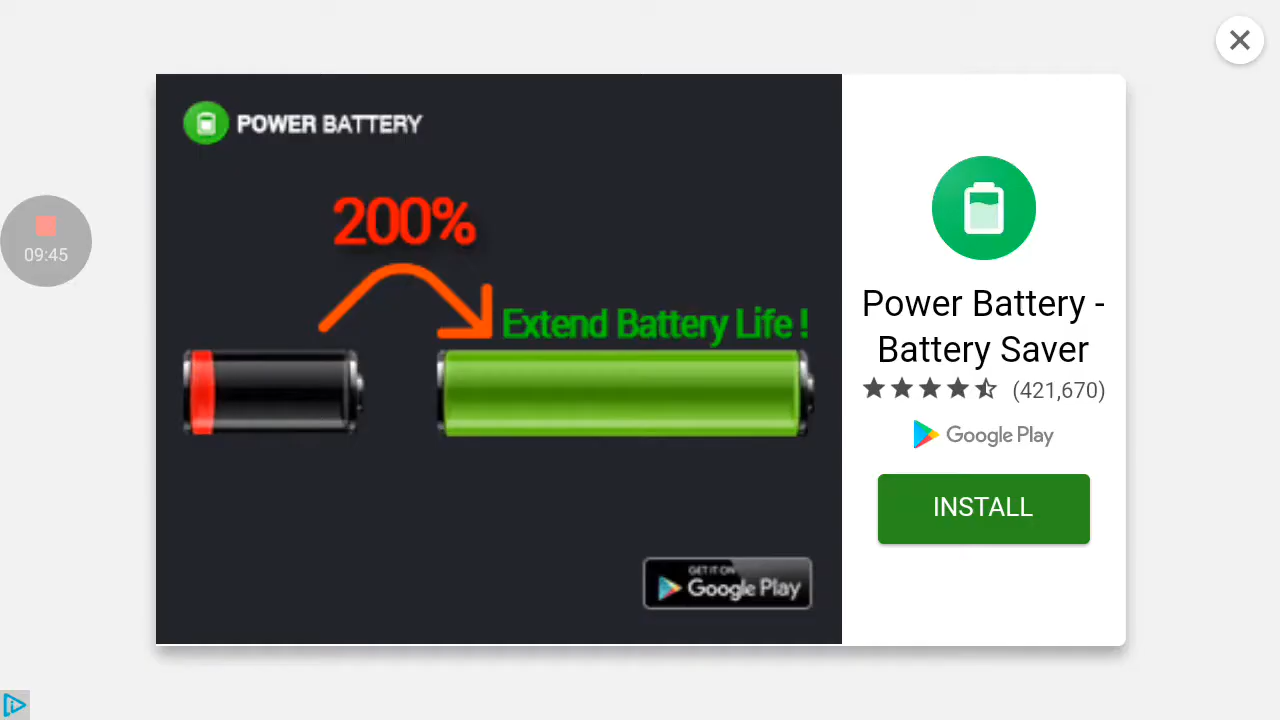 POWER BATTERY
200%
Extend Battery Life !
GET IT ON
Google Play
09:45
Power Battery -
Battery Saver
(421,670)
Google Play
INSTALL